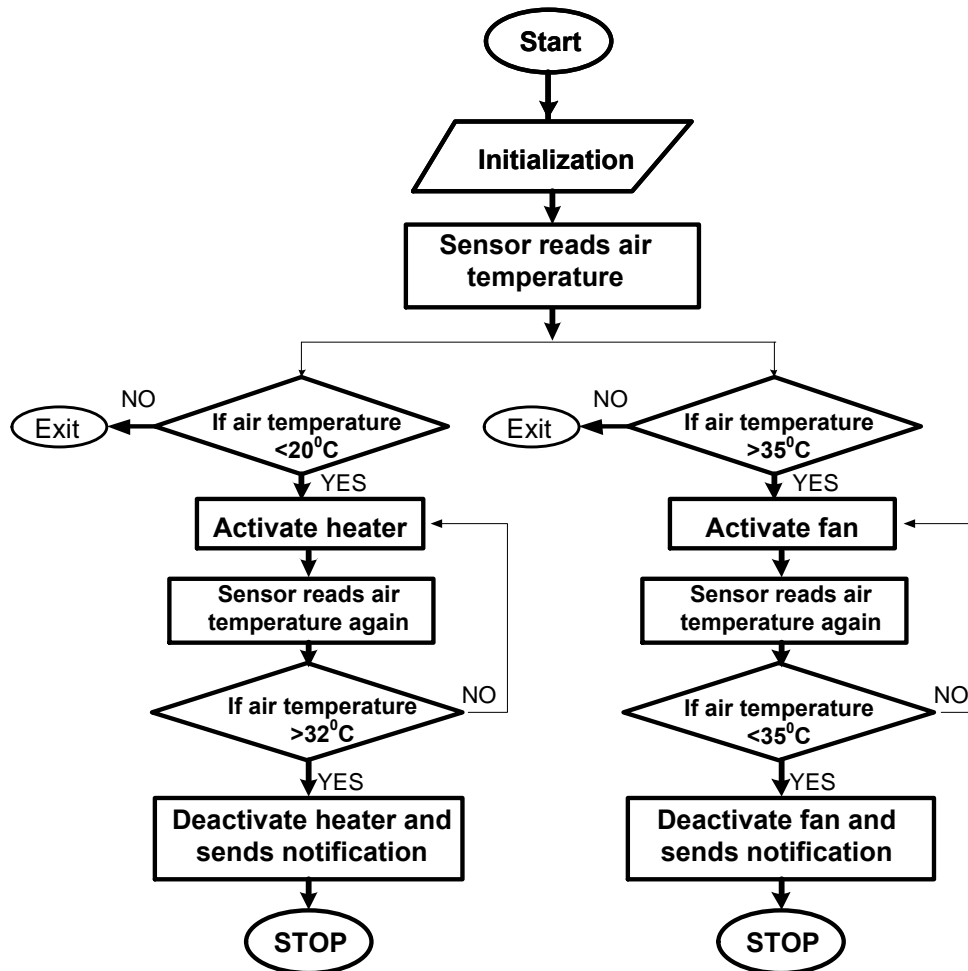 Start
Initialization
Sensor reads air
temperature
NO
If air temperature
<20⁰C
Exit
YES
Activate heater
Sensor reads air
temperature again
If air temperature
>32⁰C
NO
YES
Deactivate heater and
sends notification
STOP
NO
If air temperature
>35⁰C
Exit
YES
Activate fan
Sensor reads air
temperature again
If air temperature
<35⁰C
NO
YES
Deactivate fan and
sends notification
STOP